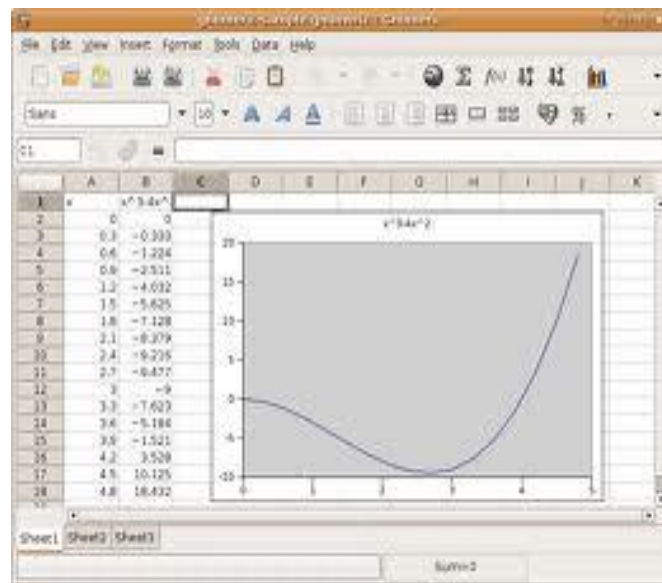 File Edit View Insert Format Tools Data Help
Sans 10
C1 =
A B C D E F G H I J K
1 x x^3-4x^
2 0 0
3 0.3 -0.333
4 0.6 -1.224
5 0.9 -2.511
6 1.2 -4.032
7 1.5 -5.625
8 1.8 -7.128
9 2.1 -8.379
10 2.4 -9.216
11 2.7 -9.477
12 3 -9
13 3.3 -7.623
14 3.6 -5.184
15 3.9 -1.521
16 4.2 3.528
17 4.5 10.125
18 4.8 18.432
x^3-4x^2
20
15
10
5
0
-5
-10
0 1 2 3 4 5
Sheet1 Sheet2 Sheet3